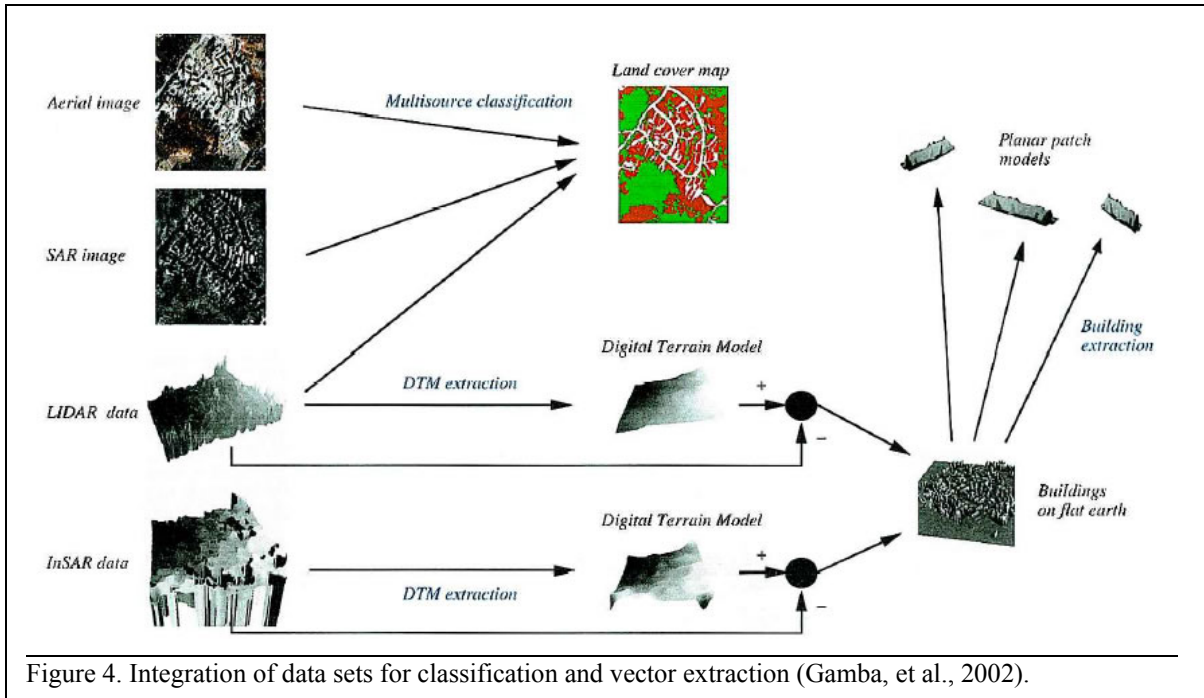 Land cover map
Aerial image
Multisource classification
Planar patch
models
SAR image
Building
extraction
Digital Terrain Model
DTM extraction
+
LIDAR data
−
Buildings
on flat earth
Digital Terrain Model
InSAR data
+
DTM extraction
−
Figure 4. Integration of data sets for classification and vector extraction (Gamba, et al., 2002).